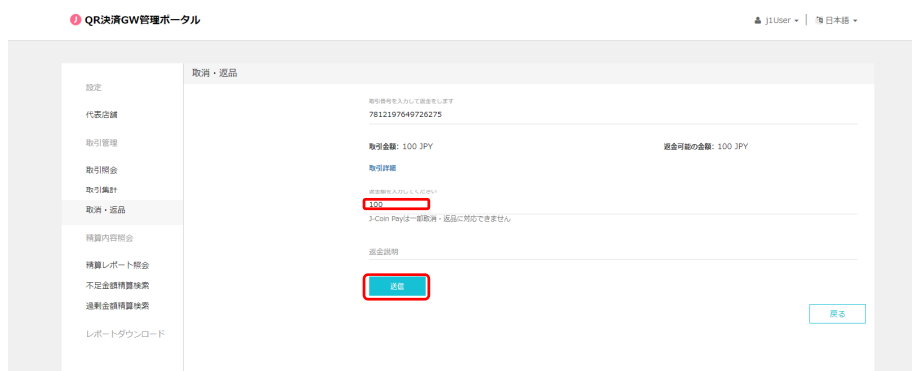 QR決済GW管理ポータル
j1User
日本語
取消・返品
設定
代表店舗
取引管理
取引照会
取引集計
取消・返品
精算内容照会
精算レポート照会
不足金額精算検索
過剰金額精算検索
レポートダウンロード
取引番号を入力して返金をします
7812197649726275
取引金額: 100 JPY
返金可能の金額: 100 JPY
取引詳細
返金額を入力してください
100
J-Coin Payは一部取消・返品に対応できません
返金説明
送信
戻る